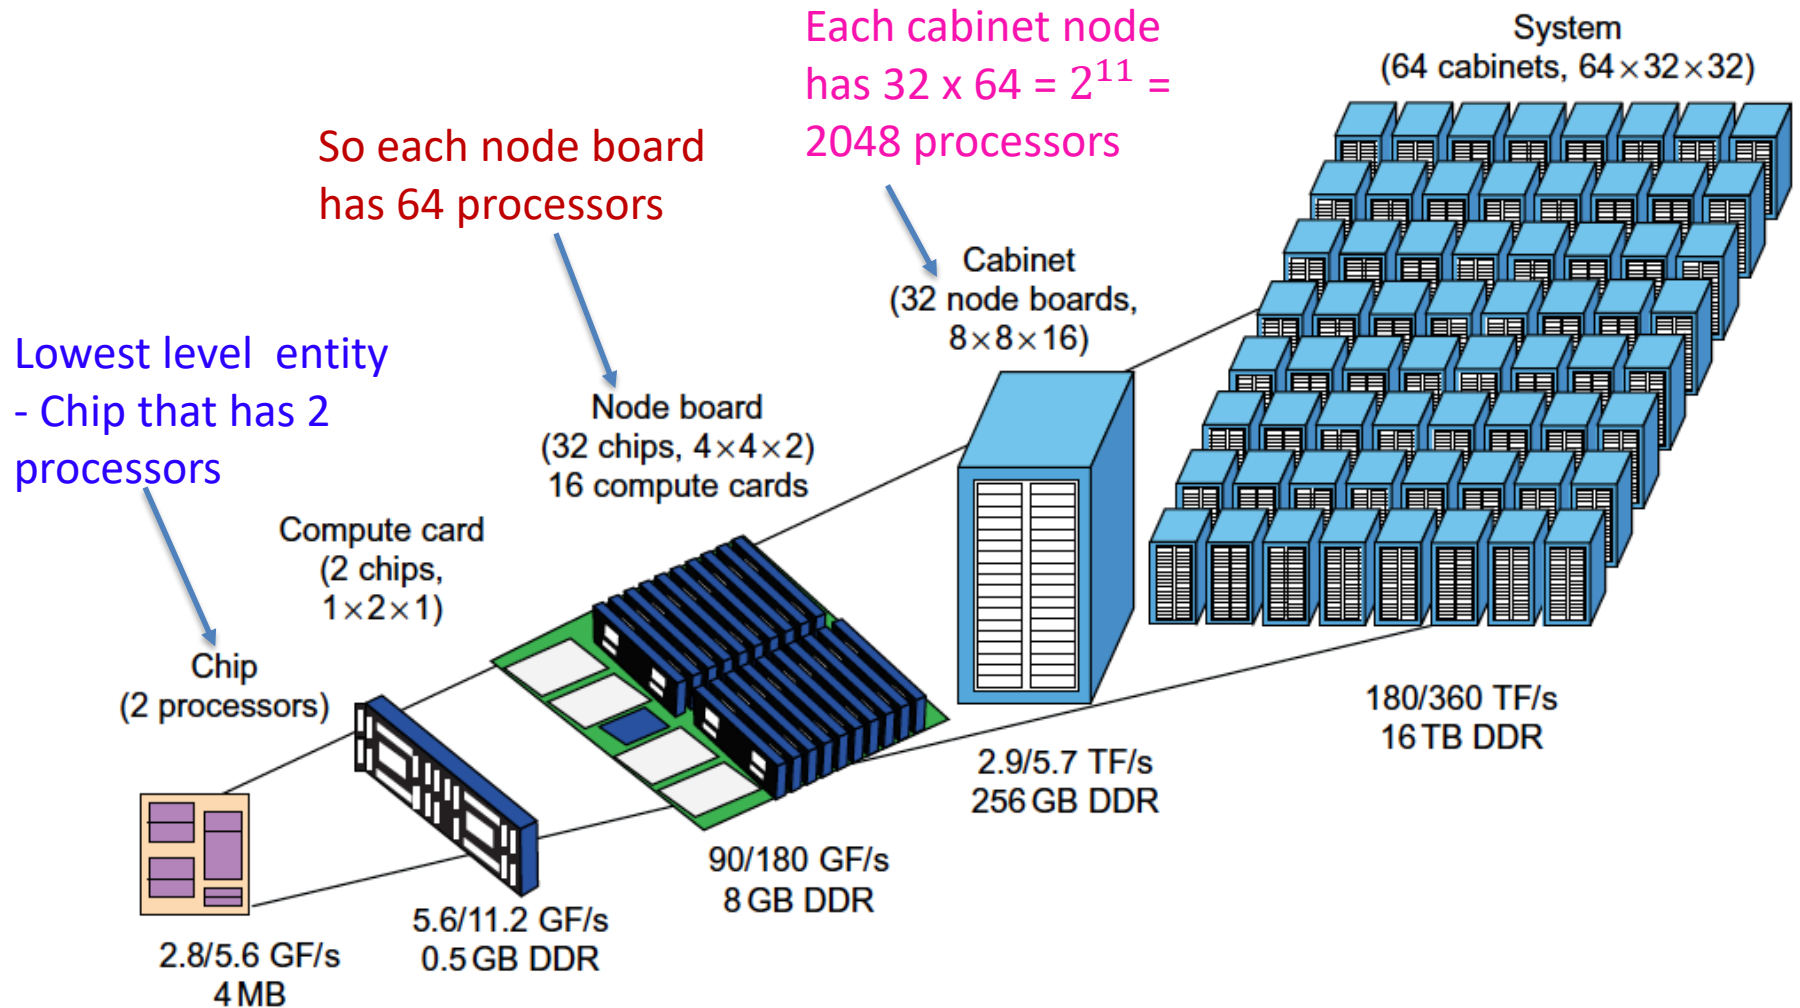 Each cabinet node
has 32 x 64 = 2¹¹ =
2048 processors
System
(64 cabinets, 64×32×32)
So each node board
has 64 processors
Cabinet
(32 node boards,
8×8×16)
Lowest level  entity
- Chip that has 2
processors
Node board
(32 chips, 4×4×2)
16 compute cards
Compute card
(2 chips,
1×2×1)
Chip
(2 processors)
180/360 TF/s
16 TB DDR
2.9/5.7 TF/s
256 GB DDR
90/180 GF/s
8 GB DDR
5.6/11.2 GF/s
0.5 GB DDR
2.8/5.6 GF/s
4 MB